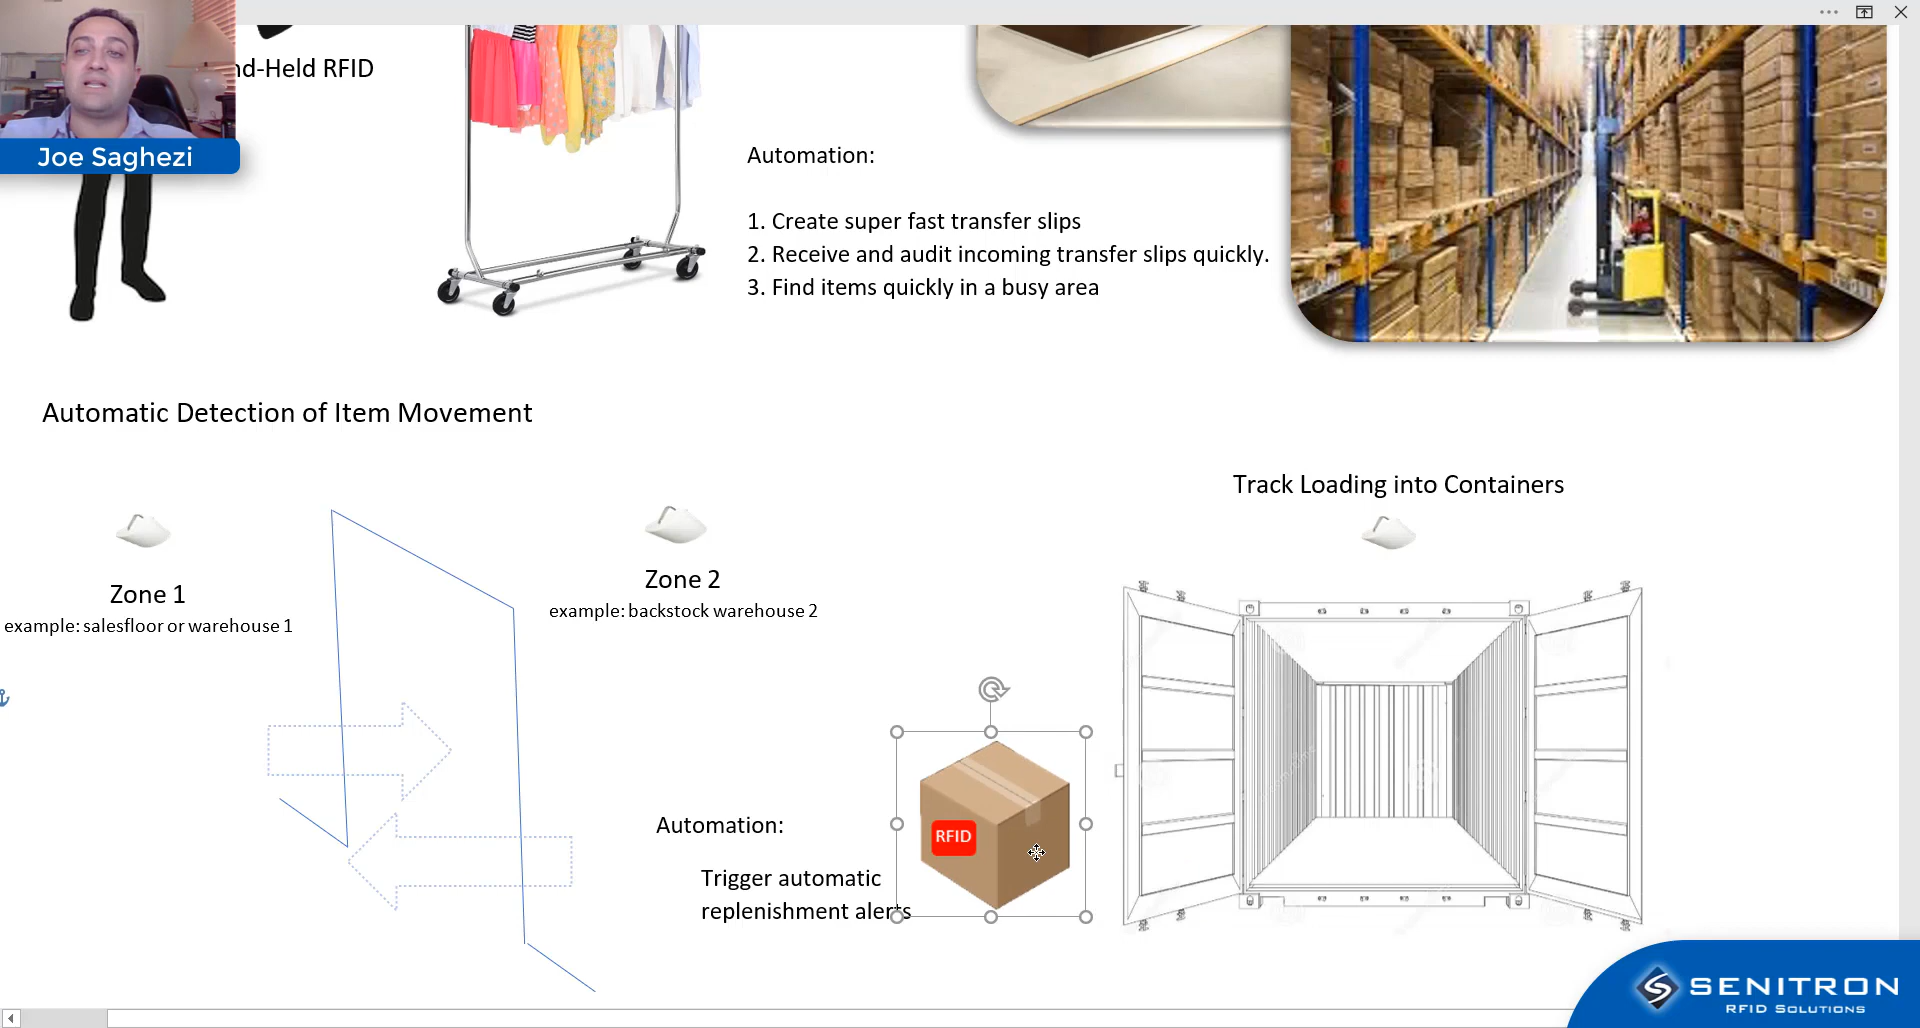 nd-Held RFID
Joe Saghezi
Automation:
1. Create super fast transfer slips
2. Receive and audit incoming transfer slips quickly.
3. Find items quickly in a busy area
Automatic Detection of Item Movement
Track Loading into Containers
Zone 1
example: salesfloor or warehouse 1
Zone 2
example: backstock warehouse 2
RFID
Automation:
Trigger automatic
replenishment alerts
SENITRON
RFID SOLUTIONS